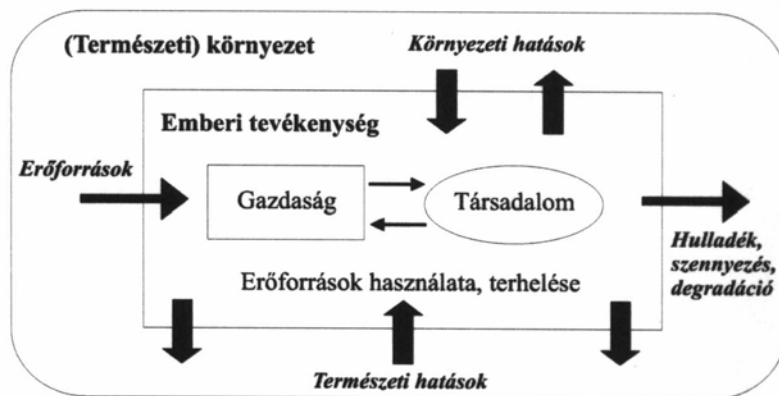 (Természeti) környezet
Környezeti hatások
Emberi tevékenység
Erőforrások
Gazdaság
Társadalom
Hulladék,
szennyezés,
degradáció
Erőforrások használata, terhelése
Természeti hatások